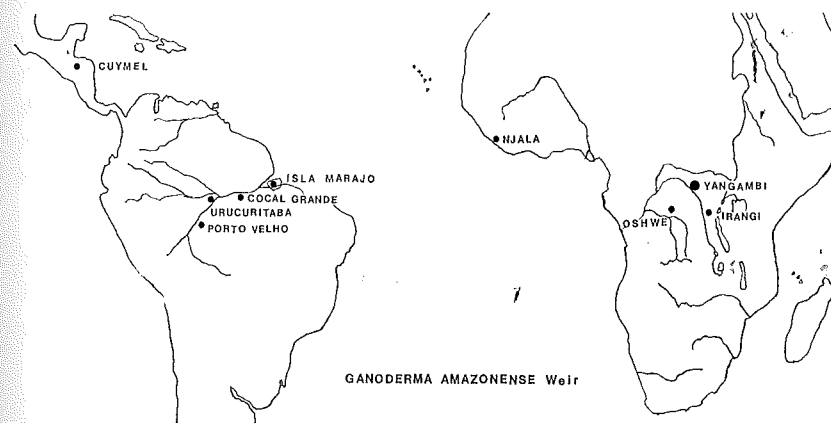 CUYMEL
NJALA
ISLA MARAJO
COCAL GRANDE
URUCURITABA
PORTO VELHO
YANGAMBI
IRANGI
OSHWE
GANODERMA AMAZONENSE Weir